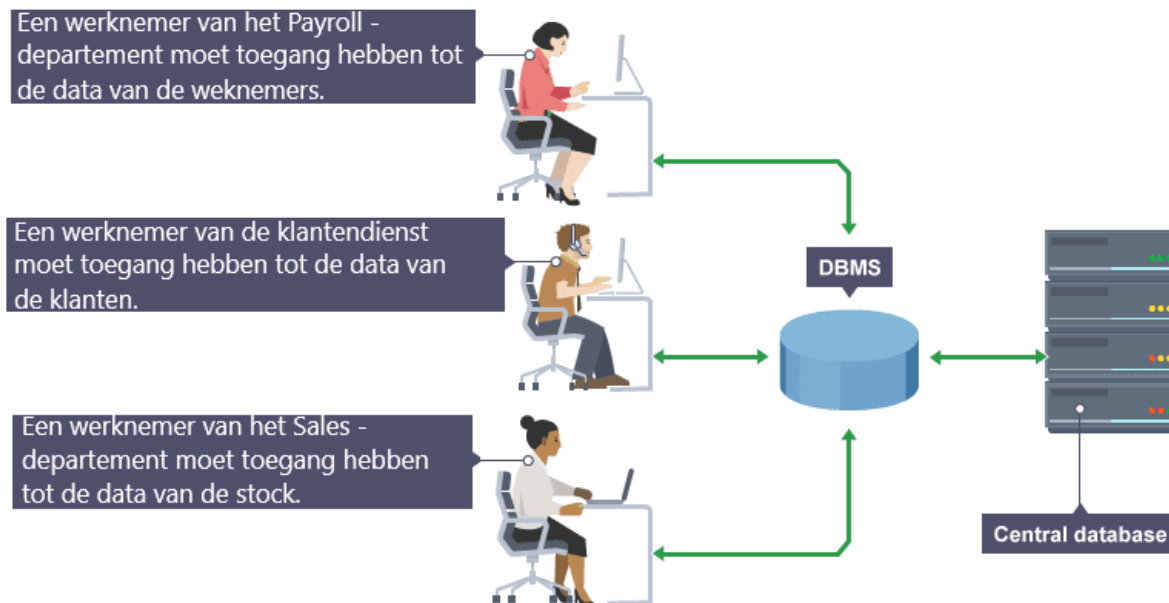 Een werknemer van het Payroll -
departement moet toegang hebben tot
de data van de weknemers.
Een werknemer van de klantendienst
moet toegang hebben tot de data van
de klanten.
DBMS
Een werknemer van het Sales -
departement moet toegang hebben
tot de data van de stock.
Central database